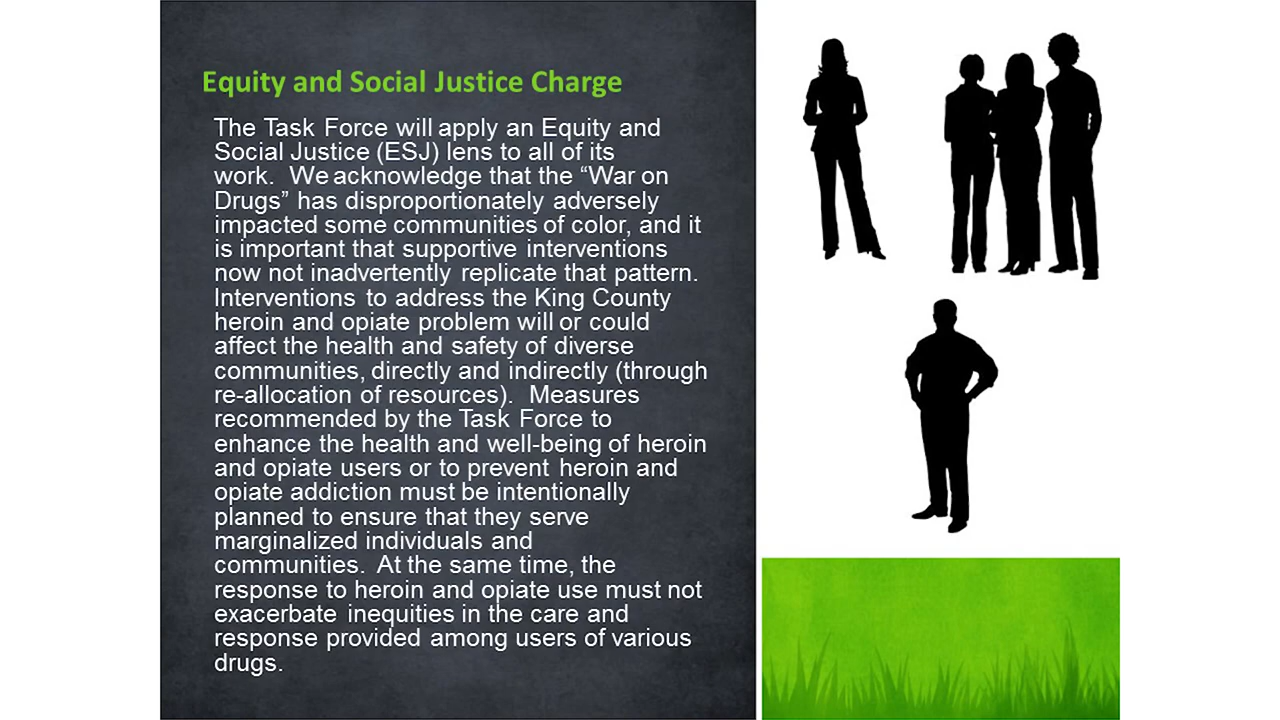 Equity and Social Justice Charge
The Task Force will apply an Equity and
Social Justice (ESJ) lens to all of its
work.  We acknowledge that the “War on
Drugs” has disproportionately adversely
impacted some communities of color, and it
is important that supportive interventions
now not inadvertently replicate that pattern.
Interventions to address the King County
heroin and opiate problem will or could
affect the health and safety of diverse
communities, directly and indirectly (through
re-allocation of resources).  Measures
recommended by the Task Force to
enhance the health and well-being of heroin
and opiate users or to prevent heroin and
opiate addiction must be intentionally
planned to ensure that they serve
marginalized individuals and
communities.  At the same time, the
response to heroin and opiate use must not
exacerbate inequities in the care and
response provided among users of various
drugs.